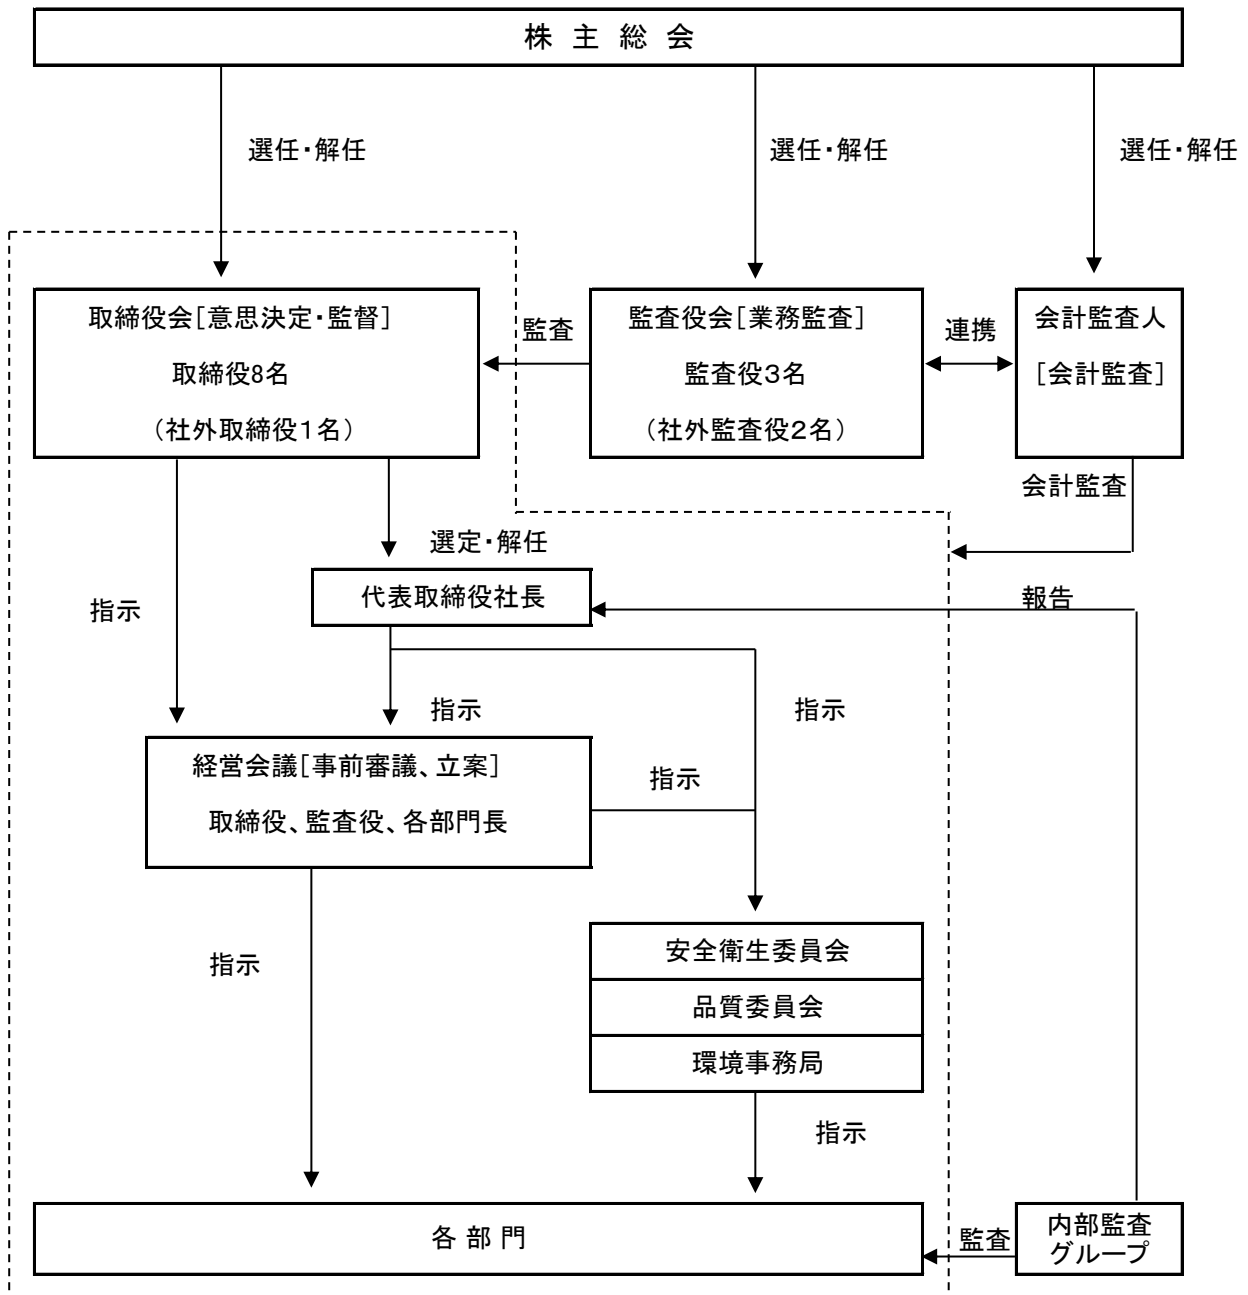 株 主 総 会
選任・解任
選任・解任
選任・解任
取締役会[意思決定・監督]
取締役8名
（社外取締役１名）
監査
監査役会[業務監査]
監査役３名
（社外監査役２名）
連携
会計監査人
[会計監査]
会計監査
選定・解任
代表取締役社長
報告
指示
指示
指示
経営会議[事前審議、立案]
取締役、監査役、各部門長
指示
安全衛生委員会
品質委員会
環境事務局
指示
指示
各 部 門
監査
内部監査
グループ